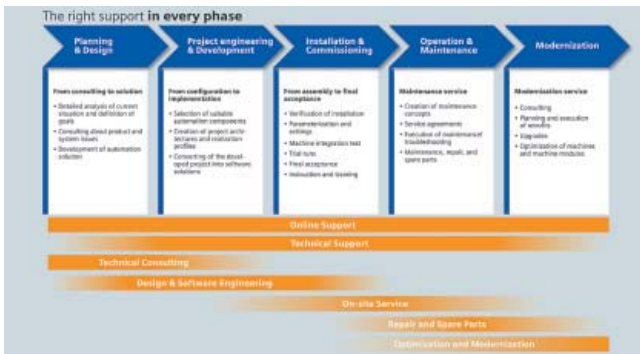 The right support in every phase
Planning
& Design
Project engineering
& Development
Installation &
Commissioning
Operation &
Maintenance
Modernization
From consulting to solution
• Detailed analysis of current
situation and definition of
goals
• Consulting about product and
system issues
• Development of automation
solution
From configuration to
implementation
• Selection of suitable
automation components
• Creation of project archi-
tectures and realization
profiles
• Converting of the devel-
oped project into software
solutions
From assembly to final
acceptance
• Verification of installation
• Parameterization and
settings
• Machine integration test
• Trial runs
• Final acceptance
• Instruction and training
Maintenance service
• Creation of maintenance
concepts
• Service agreements
• Execution of maintenance/
troubleshooting
• Maintenance, repair, and
spare parts
Modernization service
• Consulting
• Planning and execution
of retrofits
• Upgrades
• Optimization of machines
and machine modules
Online Support
Technical Support
Technical Consulting
Design & Software Engineering
On-site Service
Repair and Spare Parts
Optimization and Modernization